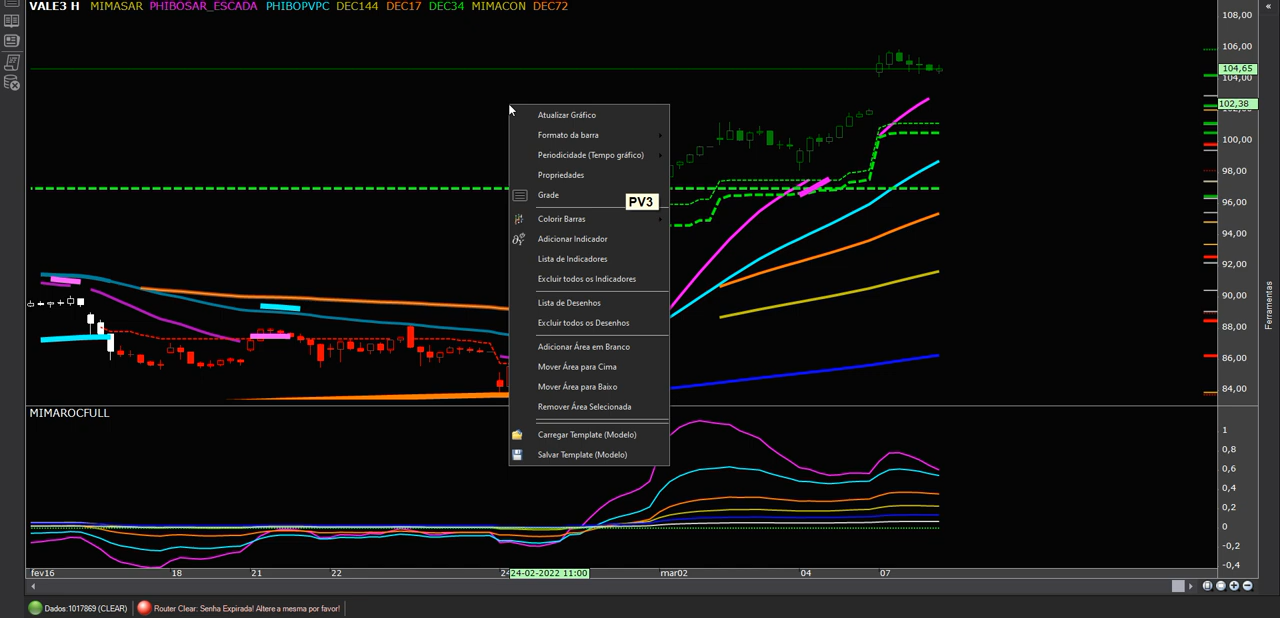 VALE3 H MIMASAR PHIBOSAR_ESCADA PHIBOPVPC DEC144 DEC17 DEC34 MIMACON DEC72
108,00
106,00
104,65
104,00
102,38
100,00
98,00
96,00
94,00
92,00
90,00
88,00
86,00
84,00
Ferramentas
Atualizar Gráfico
Formato da barra
Periodicidade (Tempo gráfico)
Propriedades
Grade
PV3
Colorir Barras
Adicionar Indicador
Lista de Indicadores
Excluir todos os Indicadores
Lista de Desenhos
Excluir todos os Desenhos
Adicionar Área em Branco
Mover Área para Cima
Mover Área para Baixo
Remover Área Selecionada
Carregar Template (Modelo)
Salvar Template (Modelo)
MIMAROCFULL
1
0,8
0,6
0,4
0,2
0
-0,2
-0,4
fev16 18 21 22 24-02-2022 11:00 mar02 04 07
Dados:1017869 (CLEAR) Router Clear: Senha Expirada! Altere a mesma por favor!